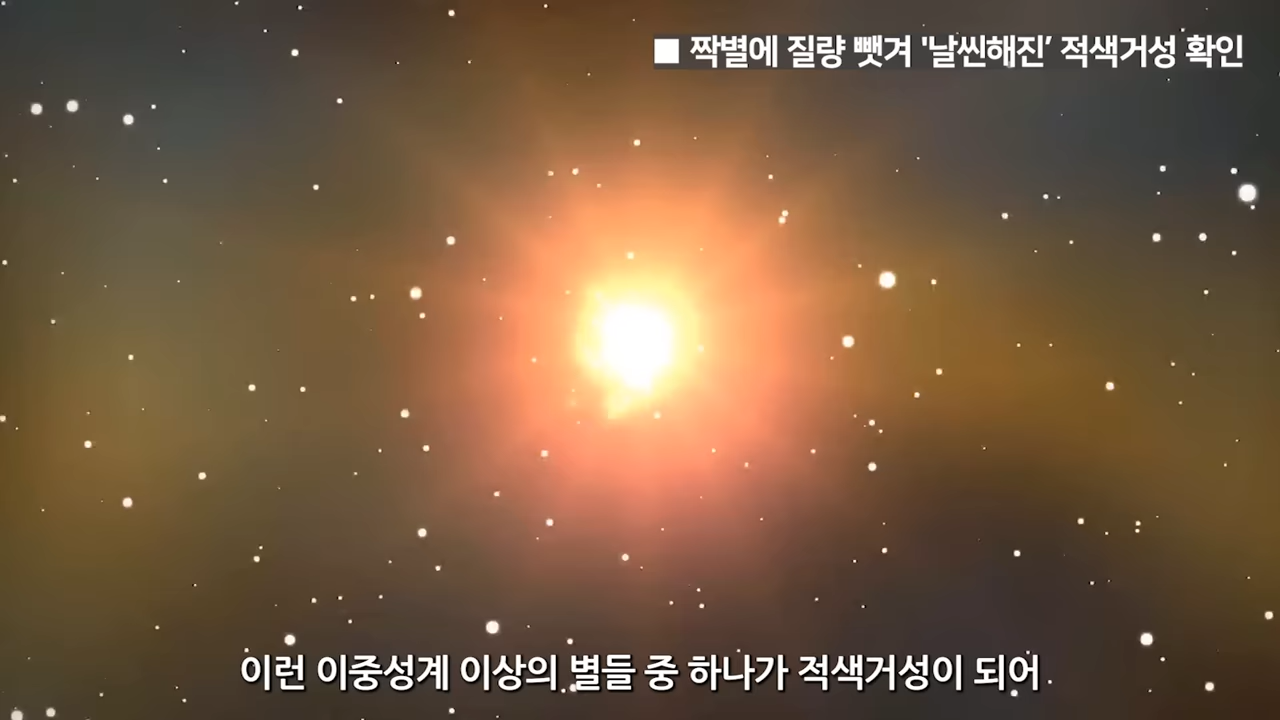 ■ 짝별에 질량 뺏겨 '날씬해진’ 적색거성 확인
이런 이중성계 이상의 별들 중 하나가 적색거성이 되어